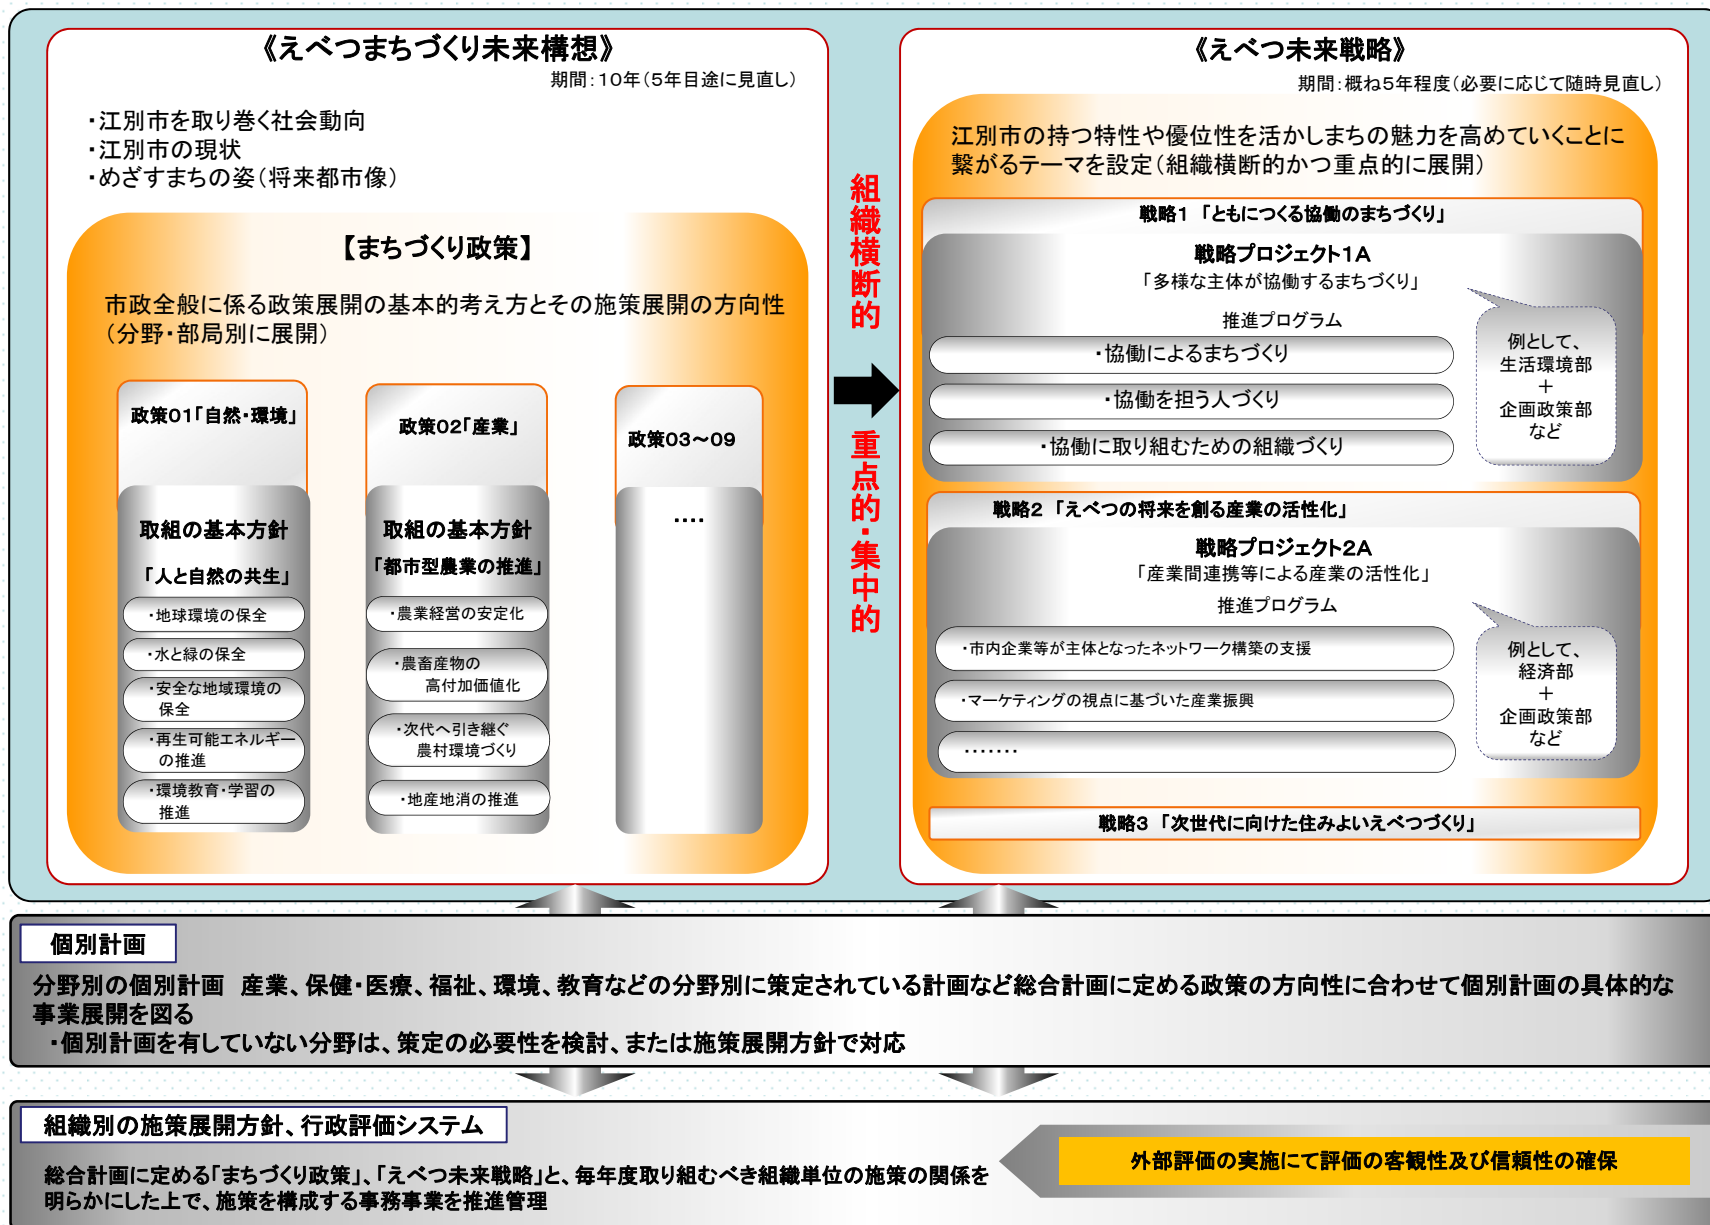 《えべつまちづくり未来構想》
期間：10年（5年目途に見直し）
・江別市を取り巻く社会動向
・江別市の現状
・めざすまちの姿（将来都市像）
【まちづくり政策】
市政全般に係る政策展開の基本的考え方とその施策展開の方向性
（分野・部局別に展開）
政策01「自然・環境」
取組の基本方針
「人と自然の共生」
・地球環境の保全
・水と緑の保全
・安全な地域環境の
保全
・再生可能エネルギー
の推進
・環境教育・学習の
推進
政策02「産業」
取組の基本方針
「都市型農業の推進」
・農業経営の安定化
・農畜産物の
高付加価値化
・次代へ引き継ぐ
農村環境づくり
・地産地消の推進
政策03～09
‥‥
組織横断的
重点的・集中的
《えべつ未来戦略》
期間：概ね5年程度（必要に応じて随時見直し）
江別市の持つ特性や優位性を活かしまちの魅力を高めていくことに
繋がるテーマを設定（組織横断的かつ重点的に展開）
戦略1 「ともにつくる協働のまちづくり」
戦略プロジェクト1A
「多様な主体が協働するまちづくり」
推進プログラム
・協働によるまちづくり
・協働を担う人づくり
・協働に取り組むための組織づくり
例として、
生活環境部
＋
企画政策部
など
戦略2 「えべつの将来を創る産業の活性化」
戦略プロジェクト2A
「産業間連携等による産業の活性化」
推進プログラム
・市内企業等が主体となったネットワーク構築の支援
・マーケティングの視点に基づいた産業振興
・‥‥‥
例として、
経済部
＋
企画政策部
など
戦略3 「次世代に向けた住みよいえべつづくり」
個別計画
分野別の個別計画 産業、保健・医療、福祉、環境、教育などの分野別に策定されている計画など総合計画に定める政策の方向性に合わせて個別計画の具体的な
事業展開を図る
・個別計画を有していない分野は、策定の必要性を検討、または施策展開方針で対応
組織別の施策展開方針、行政評価システム
総合計画に定める「まちづくり政策」、「えべつ未来戦略」と、毎年度取り組むべき組織単位の施策の関係を
明らかにした上で、施策を構成する事務事業を推進管理
外部評価の実施にて評価の客観性及び信頼性の確保